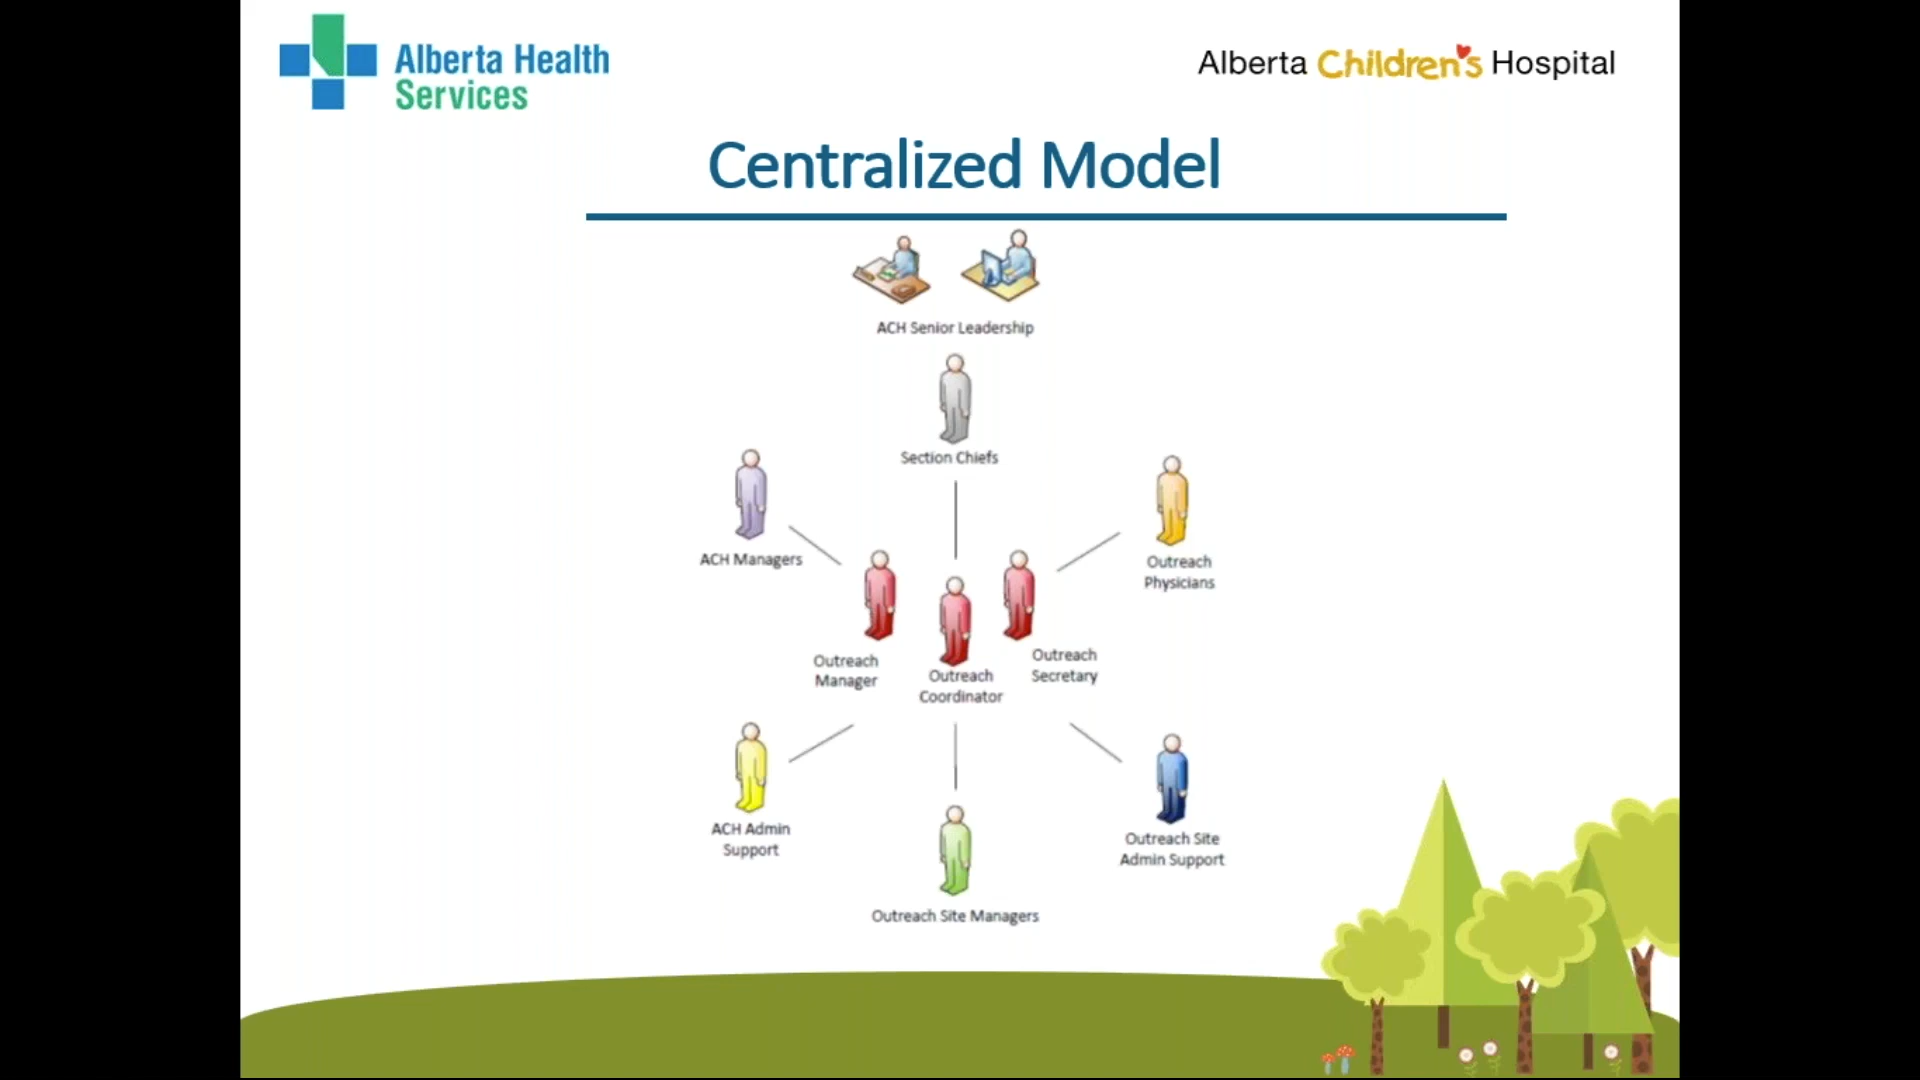 Alberta Health
Services
Alberta Children's Hospital
Centralized Model
ACH Senior Leadership
Section Chiefs
ACH Managers
Outreach
Physicians
Outreach
Manager
Outreach
Coordinator
Outreach
Secretary
ACH Admin
Support
Outreach Site
Admin Support
Outreach Site Managers